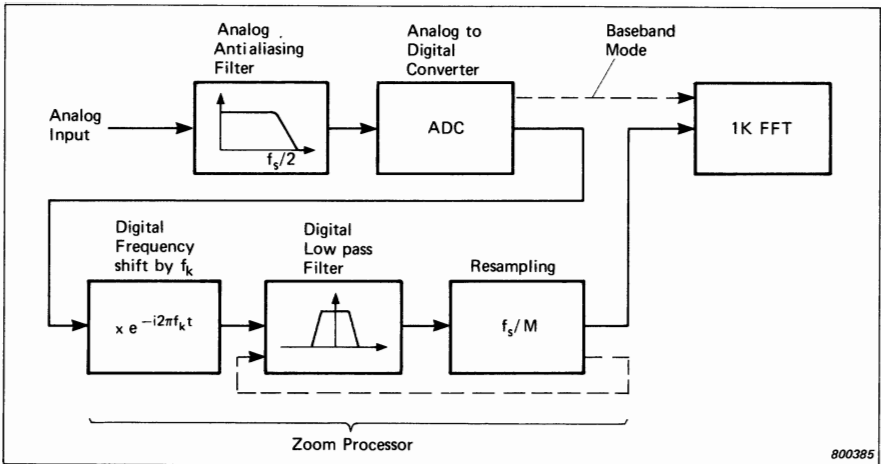 Analog
Antialiasing
Filter
Analog to
Digital
Converter
Baseband
Mode
Analog
Input
f_s/2
ADC
1K FFT
Digital
Frequency
shift by f_k
Digital
Low pass
Filter
Resampling
x e^{-i2πf_kt}
f_s/M
Zoom Processor
800385